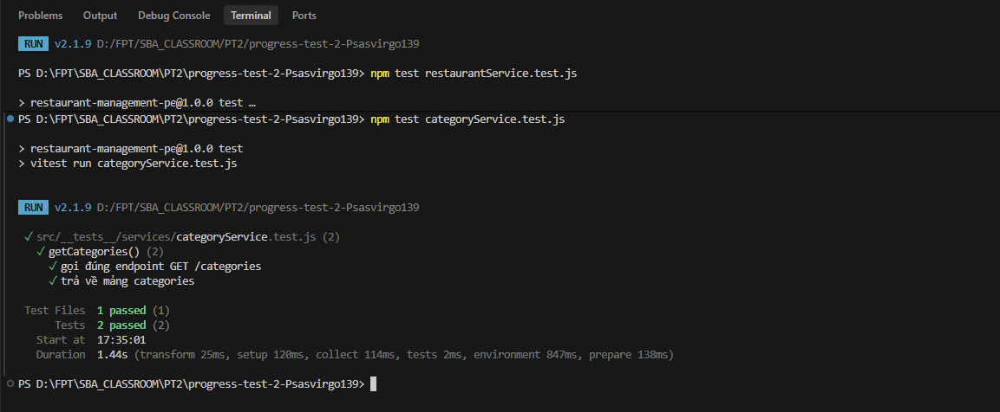 Problems Output Debug Console Terminal Ports
RUN v2.1.9 D:/FPT/SBA_CLASSROOM/PT2/progress-test-2-Psasvirgo139
PS D:\FPT\SBA_CLASSROOM\PT2\progress-test-2-Psasvirgo139> npm test restaurantService.test.js
> restaurant-management-pe@1.0.0 test …
PS D:\FPT\SBA_CLASSROOM\PT2\progress-test-2-Psasvirgo139> npm test categoryService.test.js
> restaurant-management-pe@1.0.0 test
> vitest run categoryService.test.js
RUN v2.1.9 D:/FPT/SBA_CLASSROOM/PT2/progress-test-2-Psasvirgo139
✓ src/__tests__/services/categoryService.test.js (2)
✓ getCategories() (2)
✓ gọi đúng endpoint GET /categories
✓ trả về mảng categories
Test Files 1 passed (1)
Tests 2 passed (2)
Start at 17:35:01
Duration 1.44s (transform 25ms, setup 120ms, collect 114ms, tests 2ms, environment 847ms, prepare 138ms)
PS D:\FPT\SBA_CLASSROOM\PT2\progress-test-2-Psasvirgo139>